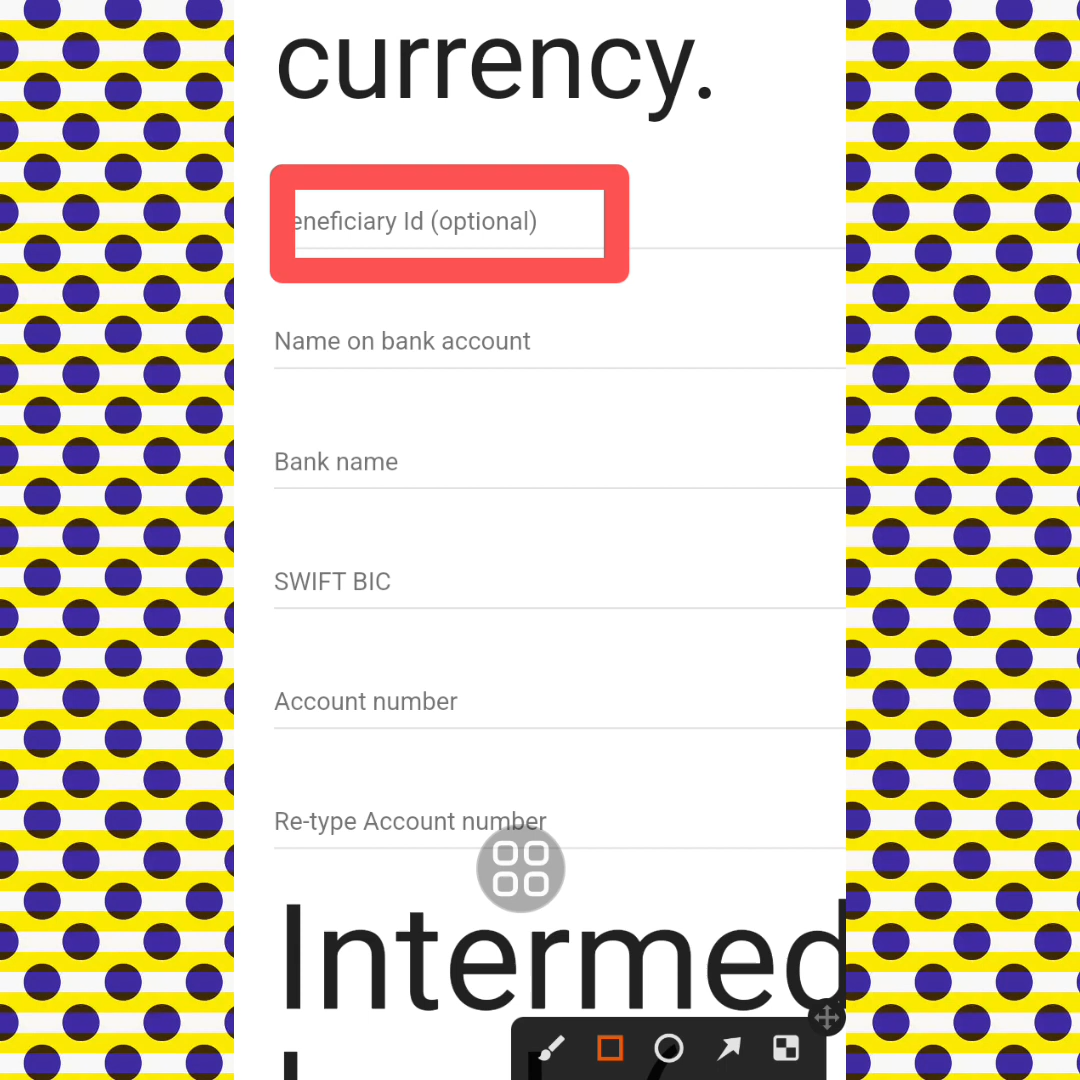 currency.
eneficiary Id (optional)
Name on bank account
Bank name
SWIFT BIC
Account number
Re-type Account number
Intermed